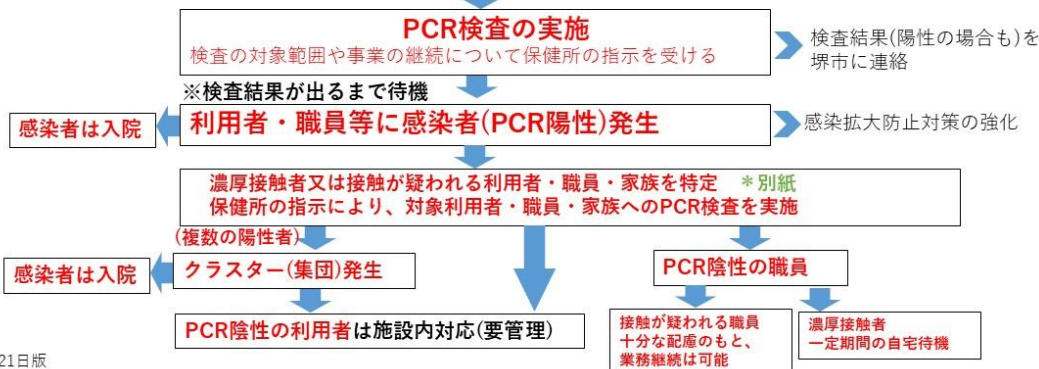 PCR検査の実施
検査の対象範囲や事業の継続について保健所の指示を受ける
検査結果(陽性の場合も)を
堺市に連絡
※検査結果が出るまで待機
感染者は入院
利用者・職員等に感染者(PCR陽性)発生
感染拡大防止対策の強化
濃厚接触者又は接触が疑われる利用者・職員・家族を特定 *別紙
保健所の指示により、対象利用者・職員・家族へのPCR検査を実施
(複数の陽性者)
感染者は入院
クラスター(集団)発生
PCR陰性の職員
PCR陰性の利用者は施設内対応(要管理)
接触が疑われる職員
十分な配慮のもと、
業務継続は可能
濃厚接触者
一定期間の自宅待機
21日版